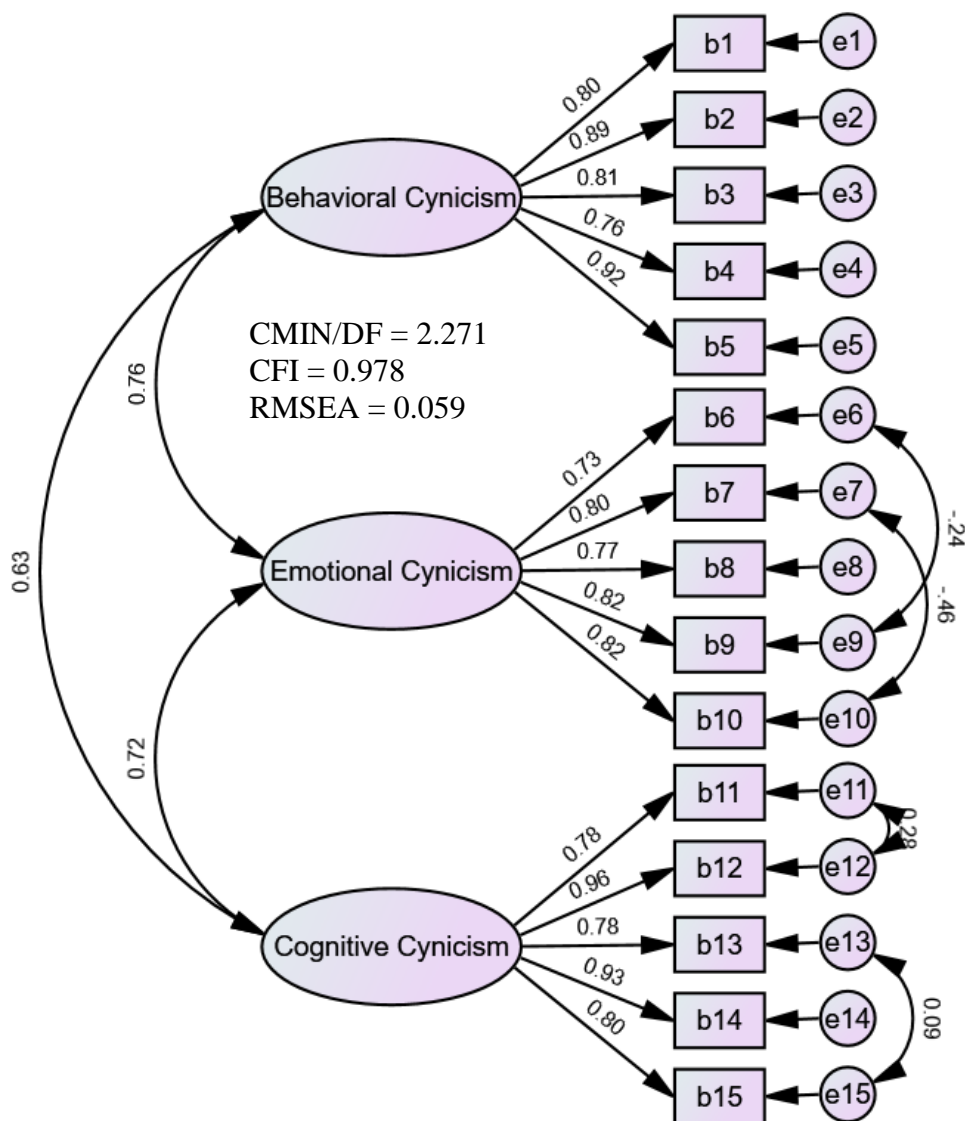 b1
e1
0.80
b2
e2
0.89
Behavioral Cynicism
0.81
b3
e3
0.76
b4
e4
0.92
b5
e5
CMIN/DF = 2.271
CFI = 0.978
RMSEA = 0.059
0.76
b6
e6
0.73
b7
e7
0.80
-.24
0.63
Emotional Cynicism
0.77
b8
e8
-.46
0.82
b9
e9
0.82
b10
e10
0.72
b11
e11
0.78
0.28
b12
e12
0.96
Cognitive Cynicism
0.78
b13
e13
0.93
b14
e14
0.09
0.80
b15
e15